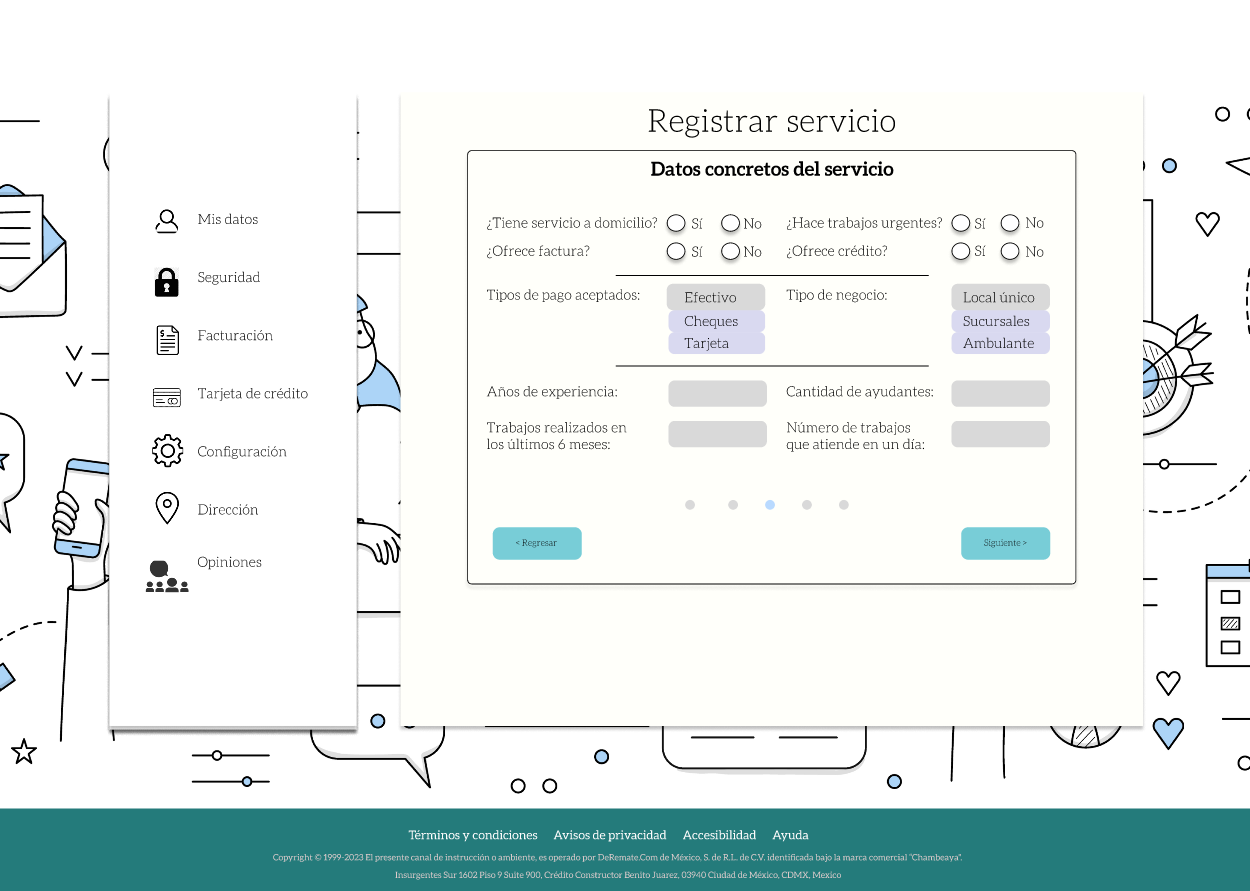 Registrar servicio
Datos concretos del servicio
Mis datos
Seguridad
Facturación
Tarjeta de crédito
Configuración
Dirección
Opiniones
¿Tiene servicio a domicilio? Sí No ¿Hace trabajos urgentes? Sí No
¿Ofrece factura? Sí No ¿Ofrece crédito? Sí No
Tipos de pago aceptados: Efectivo Tipo de negocio: Local único
Cheques Sucursales
Tarjeta Ambulante
Años de experiencia: Cantidad de ayudantes:
Trabajos realizados en
los últimos 6 meses:
Número de trabajos
que atiende en un día:
< Regresar Siguiente >
Términos y condiciones Avisos de privacidad Accesibilidad Ayuda
Copyright © 1999-2023 El presente canal de instrucción o ambiente, es operado por DeRemate.Com de México, S. de R.L. de C.V. identificada bajo la marca comercial "Chambeaya".
Insurgentes Sur 1602 Piso 9 Suite 900, Crédito Constructor Benito Juarez, 03940 Ciudad de México, CDMX, Mexico